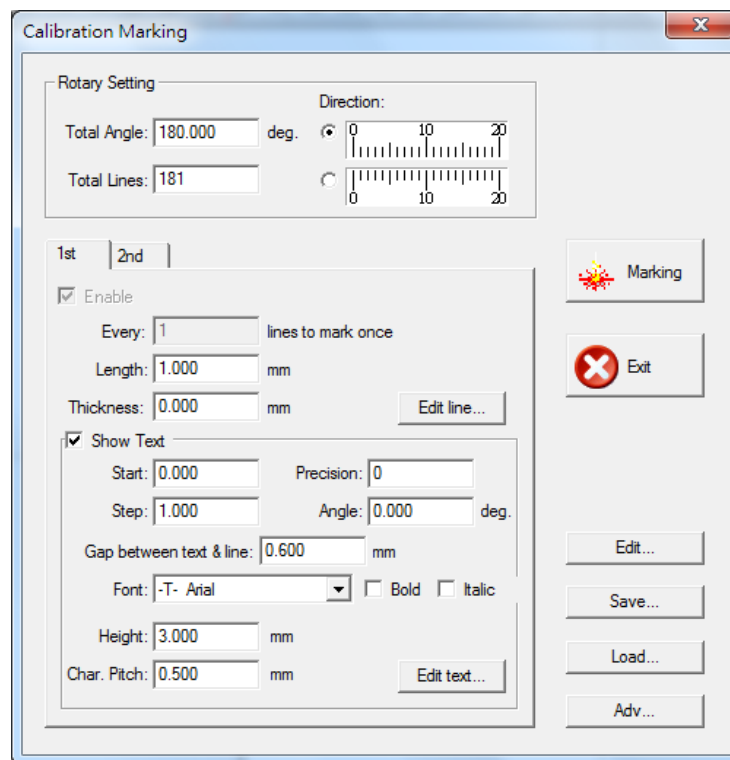 Calibration Marking
Rotary Setting
Direction:
Total Angle: 180.000 deg.
0 10 20
Total Lines: 181
0 10 20
1st 2nd
Enable
Every: 1 lines to mark once
Length: 1.000 mm
Thickness: 0.000 mm Edit line...
Show Text
Start: 0.000 Precision: 0
Step: 1.000 Angle: 0.000 deg.
Gap between text & line: 0.600 mm
Font: -T- Arial Bold Italic
Height: 3.000 mm
Char. Pitch: 0.500 mm Edit text...
Marking
Exit
Edit...
Save...
Load...
Adv...